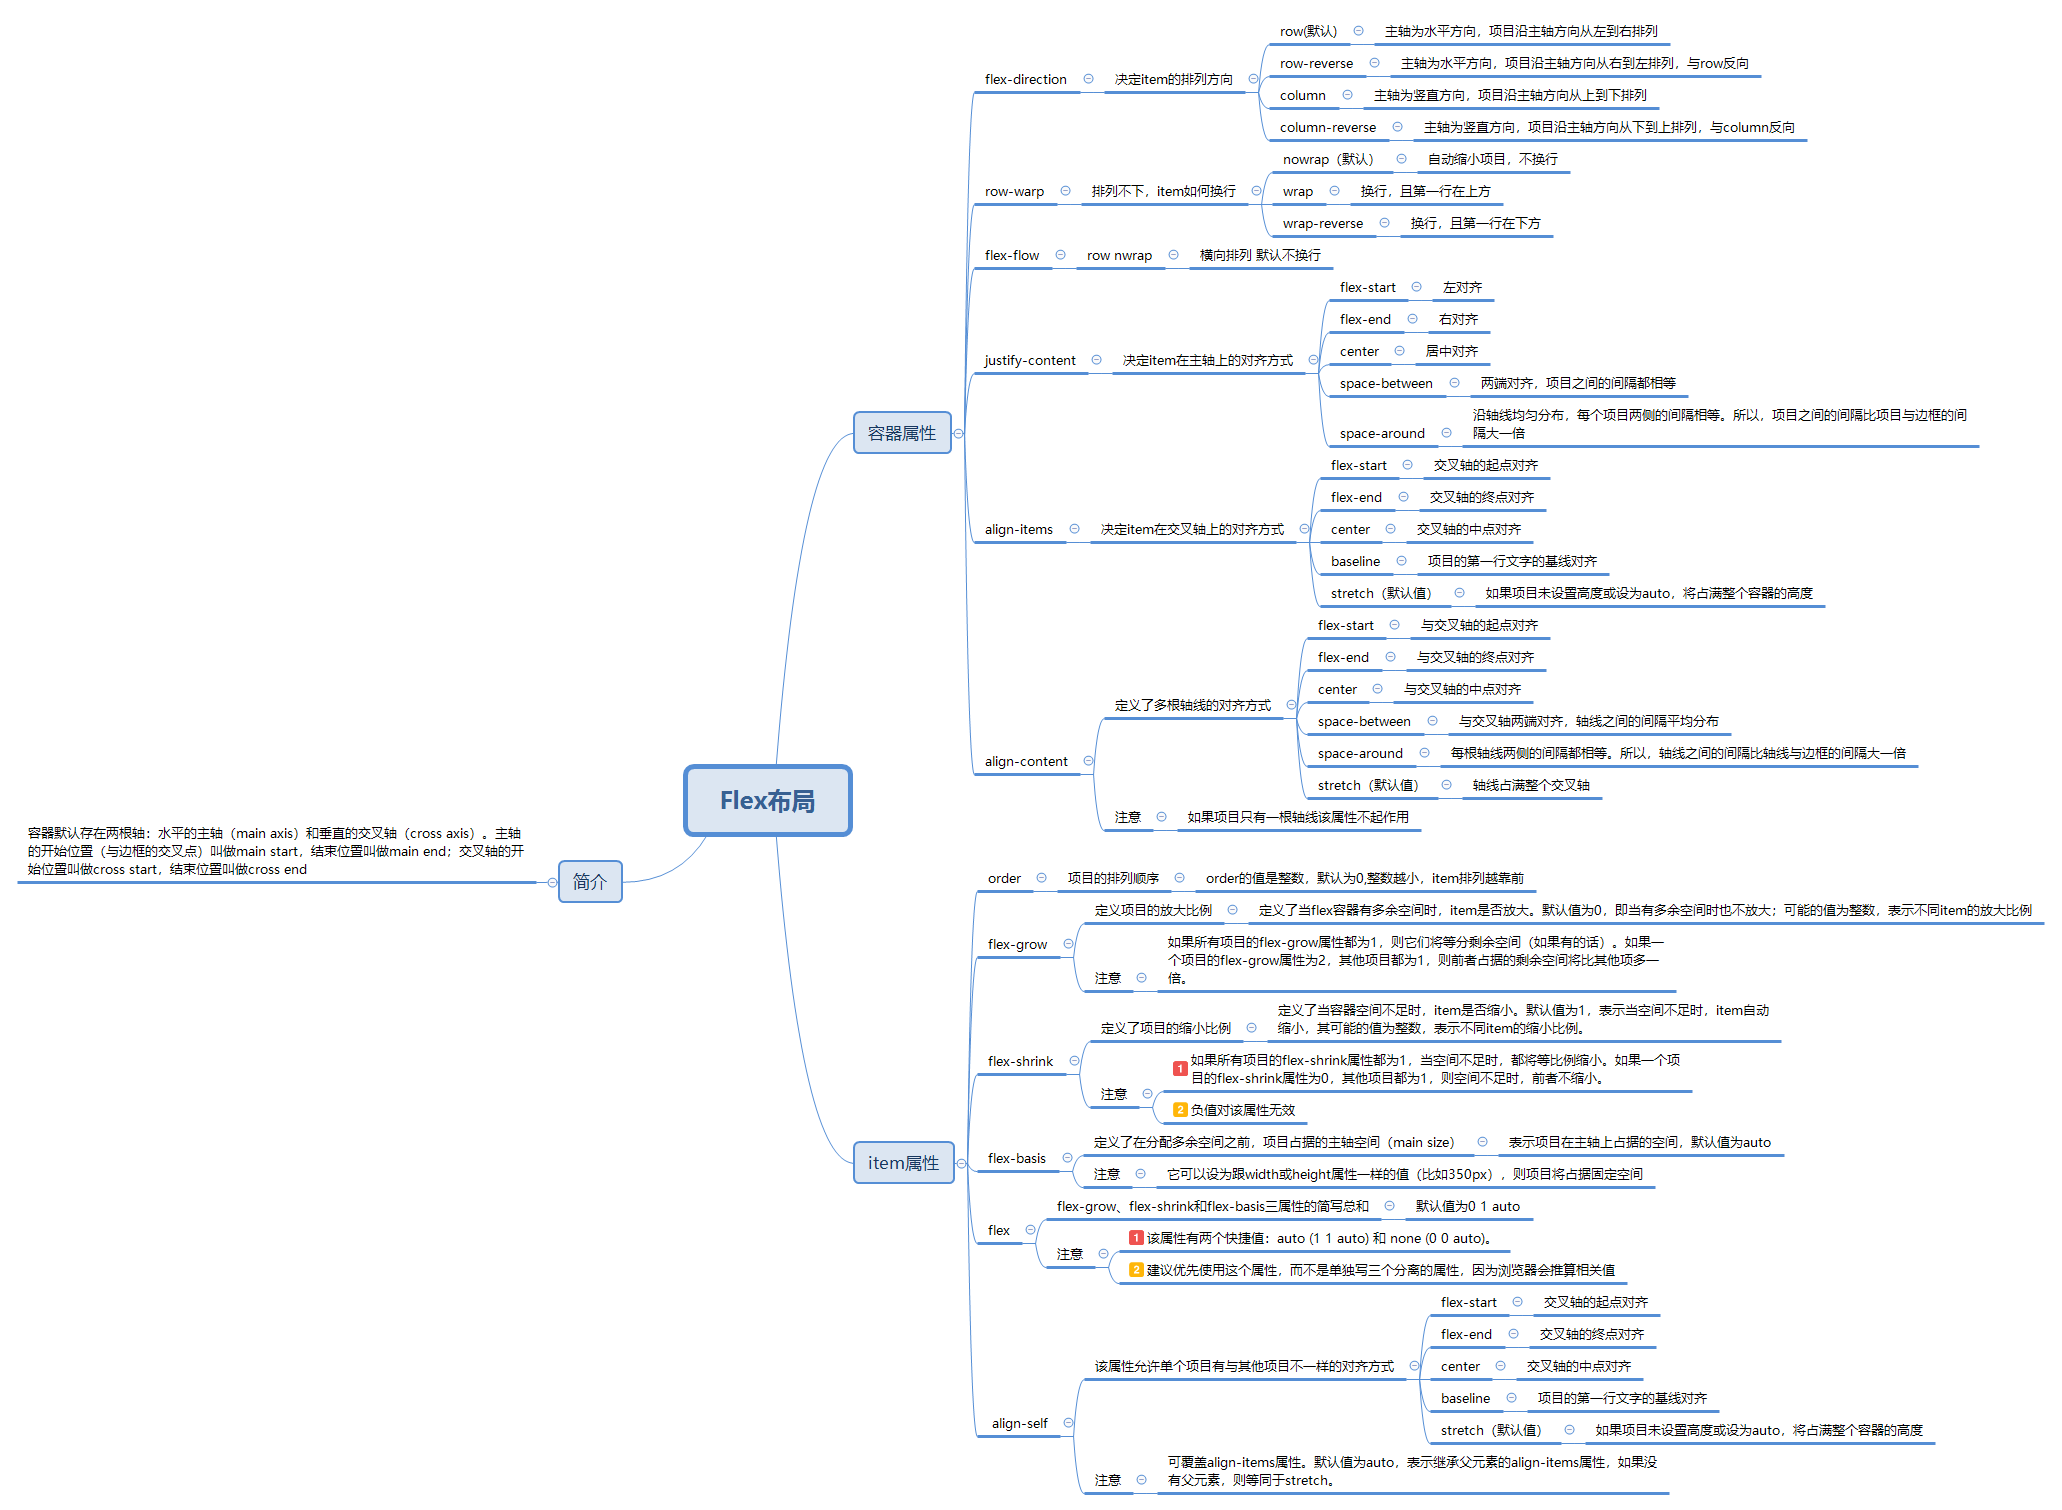 Flex布局
简介
容器默认存在两根轴：水平的主轴（main axis）和垂直的交叉轴（cross axis）。主轴
的开始位置（与边框的交叉点）叫做main start，结束位置叫做main end；交叉轴的开
始位置叫做cross start，结束位置叫做cross end
容器属性
flex-direction
决定item的排列方向
row(默认)
主轴为水平方向，项目沿主轴方向从左到右排列
row-reverse
主轴为水平方向，项目沿主轴方向从右到左排列，与row反向
column
主轴为竖直方向，项目沿主轴方向从上到下排列
column-reverse
主轴为竖直方向，项目沿主轴方向从下到上排列，与column反向
row-warp
排列不下，item如何换行
nowrap（默认）
自动缩小项目，不换行
wrap
换行，且第一行在上方
wrap-reverse
换行，且第一行在下方
flex-flow
row nwrap
横向排列 默认不换行
justify-content
决定item在主轴上的对齐方式
flex-start
左对齐
flex-end
右对齐
center
居中对齐
space-between
两端对齐，项目之间的间隔都相等
space-around
沿轴线均匀分布，每个项目两侧的间隔相等。所以，项目之间的间隔比项目与边框的间
隔大一倍
align-items
决定item在交叉轴上的对齐方式
flex-start
交叉轴的起点对齐
flex-end
交叉轴的终点对齐
center
交叉轴的中点对齐
baseline
项目的第一行文字的基线对齐
stretch（默认值）
如果项目未设置高度或设为auto，将占满整个容器的高度
align-content
定义了多根轴线的对齐方式
flex-start
与交叉轴的起点对齐
flex-end
与交叉轴的终点对齐
center
与交叉轴的中点对齐
space-between
与交叉轴两端对齐，轴线之间的间隔平均分布
space-around
每根轴线两侧的间隔都相等。所以，轴线之间的间隔比轴线与边框的间隔大一倍
stretch（默认值）
轴线占满整个交叉轴
注意
如果项目只有一根轴线该属性不起作用
item属性
order
项目的排列顺序
order的值是整数，默认为0,整数越小，item排列越靠前
flex-grow
定义项目的放大比例
定义了当flex容器有多余空间时，item是否放大。默认值为0，即当有多余空间时也不放大；可能的值为整数，表示不同item的放大比例
注意
如果所有项目的flex-grow属性都为1，则它们将等分剩余空间（如果有的话）。如果一
个项目的flex-grow属性为2，其他项目都为1，则前者占据的剩余空间将比其他项多一
倍。
flex-shrink
定义了项目的缩小比例
定义了当容器空间不足时，item是否缩小。默认值为1，表示当空间不足时，item自动
缩小，其可能的值为整数，表示不同item的缩小比例。
注意
1 如果所有项目的flex-shrink属性都为1，当空间不足时，都将等比例缩小。如果一个项
目的flex-shrink属性为0，其他项目都为1，则空间不足时，前者不缩小。
2 负值对该属性无效
flex-basis
定义了在分配多余空间之前，项目占据的主轴空间（main size）
表示项目在主轴上占据的空间，默认值为auto
注意
它可以设为跟width或height属性一样的值（比如350px），则项目将占据固定空间
flex
flex-grow、flex-shrink和flex-basis三属性的简写总和
默认值为0 1 auto
注意
1 该属性有两个快捷值：auto (1 1 auto) 和 none (0 0 auto)。
2 建议优先使用这个属性，而不是单独写三个分离的属性，因为浏览器会推算相关值
align-self
该属性允许单个项目有与其他项目不一样的对齐方式
flex-start
交叉轴的起点对齐
flex-end
交叉轴的终点对齐
center
交叉轴的中点对齐
baseline
项目的第一行文字的基线对齐
stretch（默认值）
如果项目未设置高度或设为auto，将占满整个容器的高度
注意
可覆盖align-items属性。默认值为auto，表示继承父元素的align-items属性，如果没
有父元素，则等同于stretch。